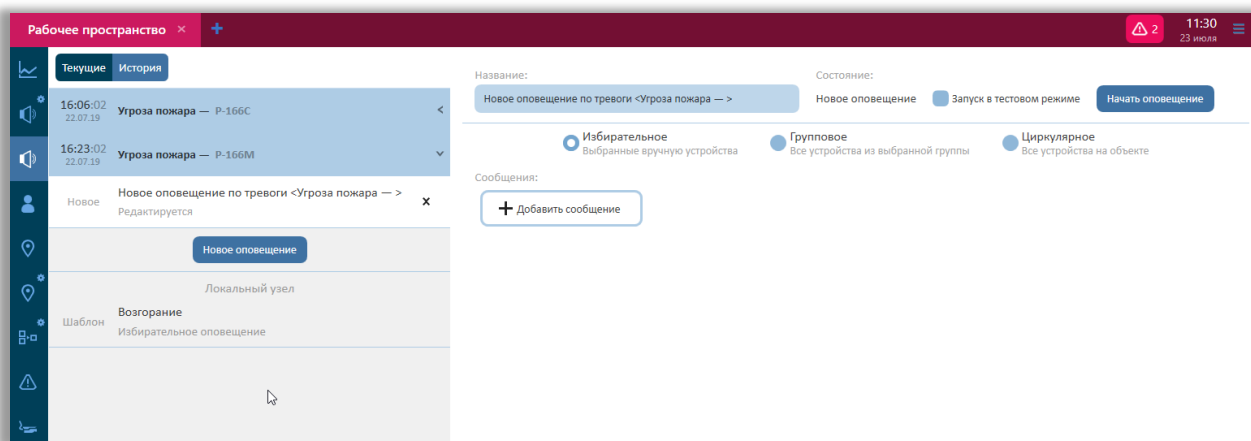 Рабочее пространство × +
2 11:30
23 июля
Текущие История
16:06:02 Угроза пожара — Р-166С
22.07.19
16:23:02 Угроза пожара — Р-166М
22.07.19
Новое Новое оповещение по тревоги <Угроза пожара — >
Редактируется
Новое оповещение
Локальный узел
Шаблон Возгорание
Избирательное оповещение
Название: Состояние:
Новое оповещение по тревоги <Угроза пожара — > Новое оповещение Запуск в тестовом режиме Начать оповещение
Избирательное Групповое Циркулярное
Выбранные вручную устройства Все устройства из выбранной группы Все устройства на объекте
Сообщения:
+ Добавить сообщение